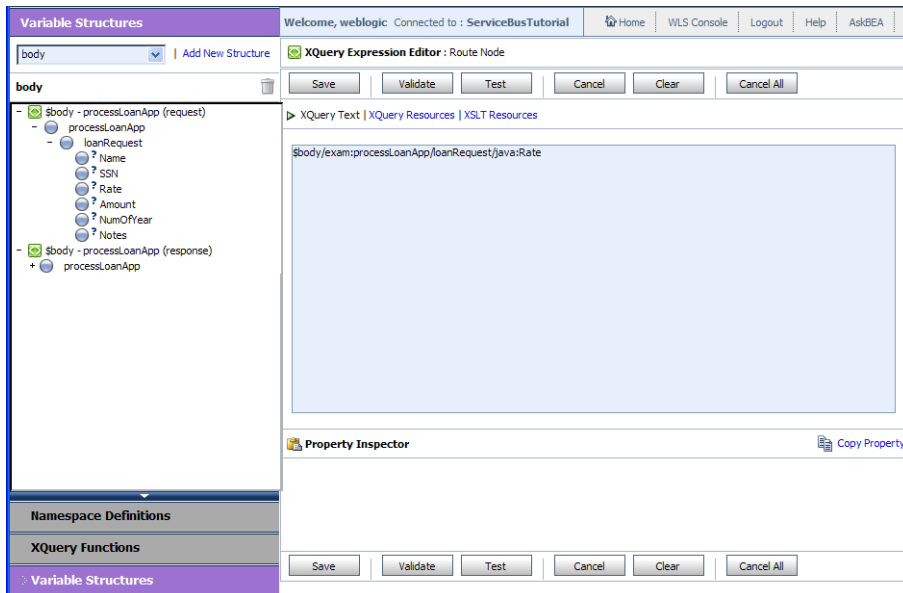 Variable Structures
Welcome, weblogic Connected to : ServiceBusTutorial Home WLS Console Logout Help AskBEA
body | Add New Structure
XQuery Expression Editor : Route Node
body
Save Validate Test Cancel Clear Cancel All
- $body - processLoanApp (request)
- processLoanApp
- loanRequest
? Name
? SSN
? Rate
? Amount
? NumOfYear
? Notes
- $body - processLoanApp (response)
+ processLoanApp
XQuery Text | XQuery Resources | XSLT Resources
$body/exam:processLoanApp/loanRequest/java:Rate
Property Inspector Copy Property
Namespace Definitions
XQuery Functions
Variable Structures
Save Validate Test Cancel Clear Cancel All